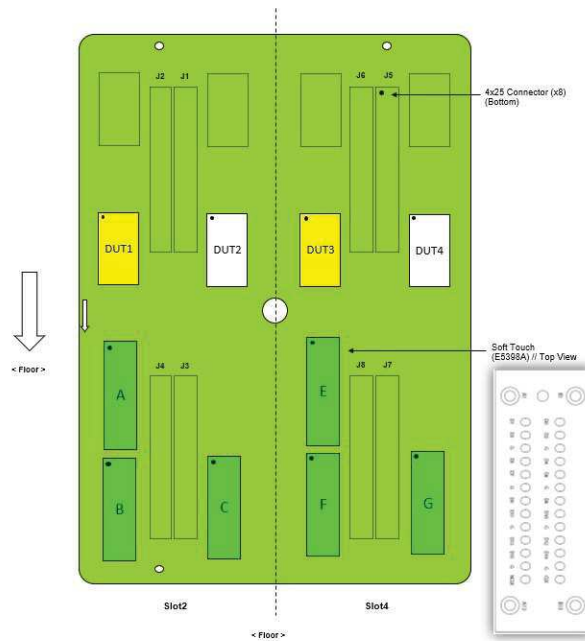 J2 J1 J6 J5
4x25 Connector (x8)
(Bottom)
DUT1 DUT2 DUT3 DUT4
< Floor >
Soft Touch
(E5398A) // Top View
J4 J3 J8 J7
A E
B C F G
Slot2 Slot4
< Floor >